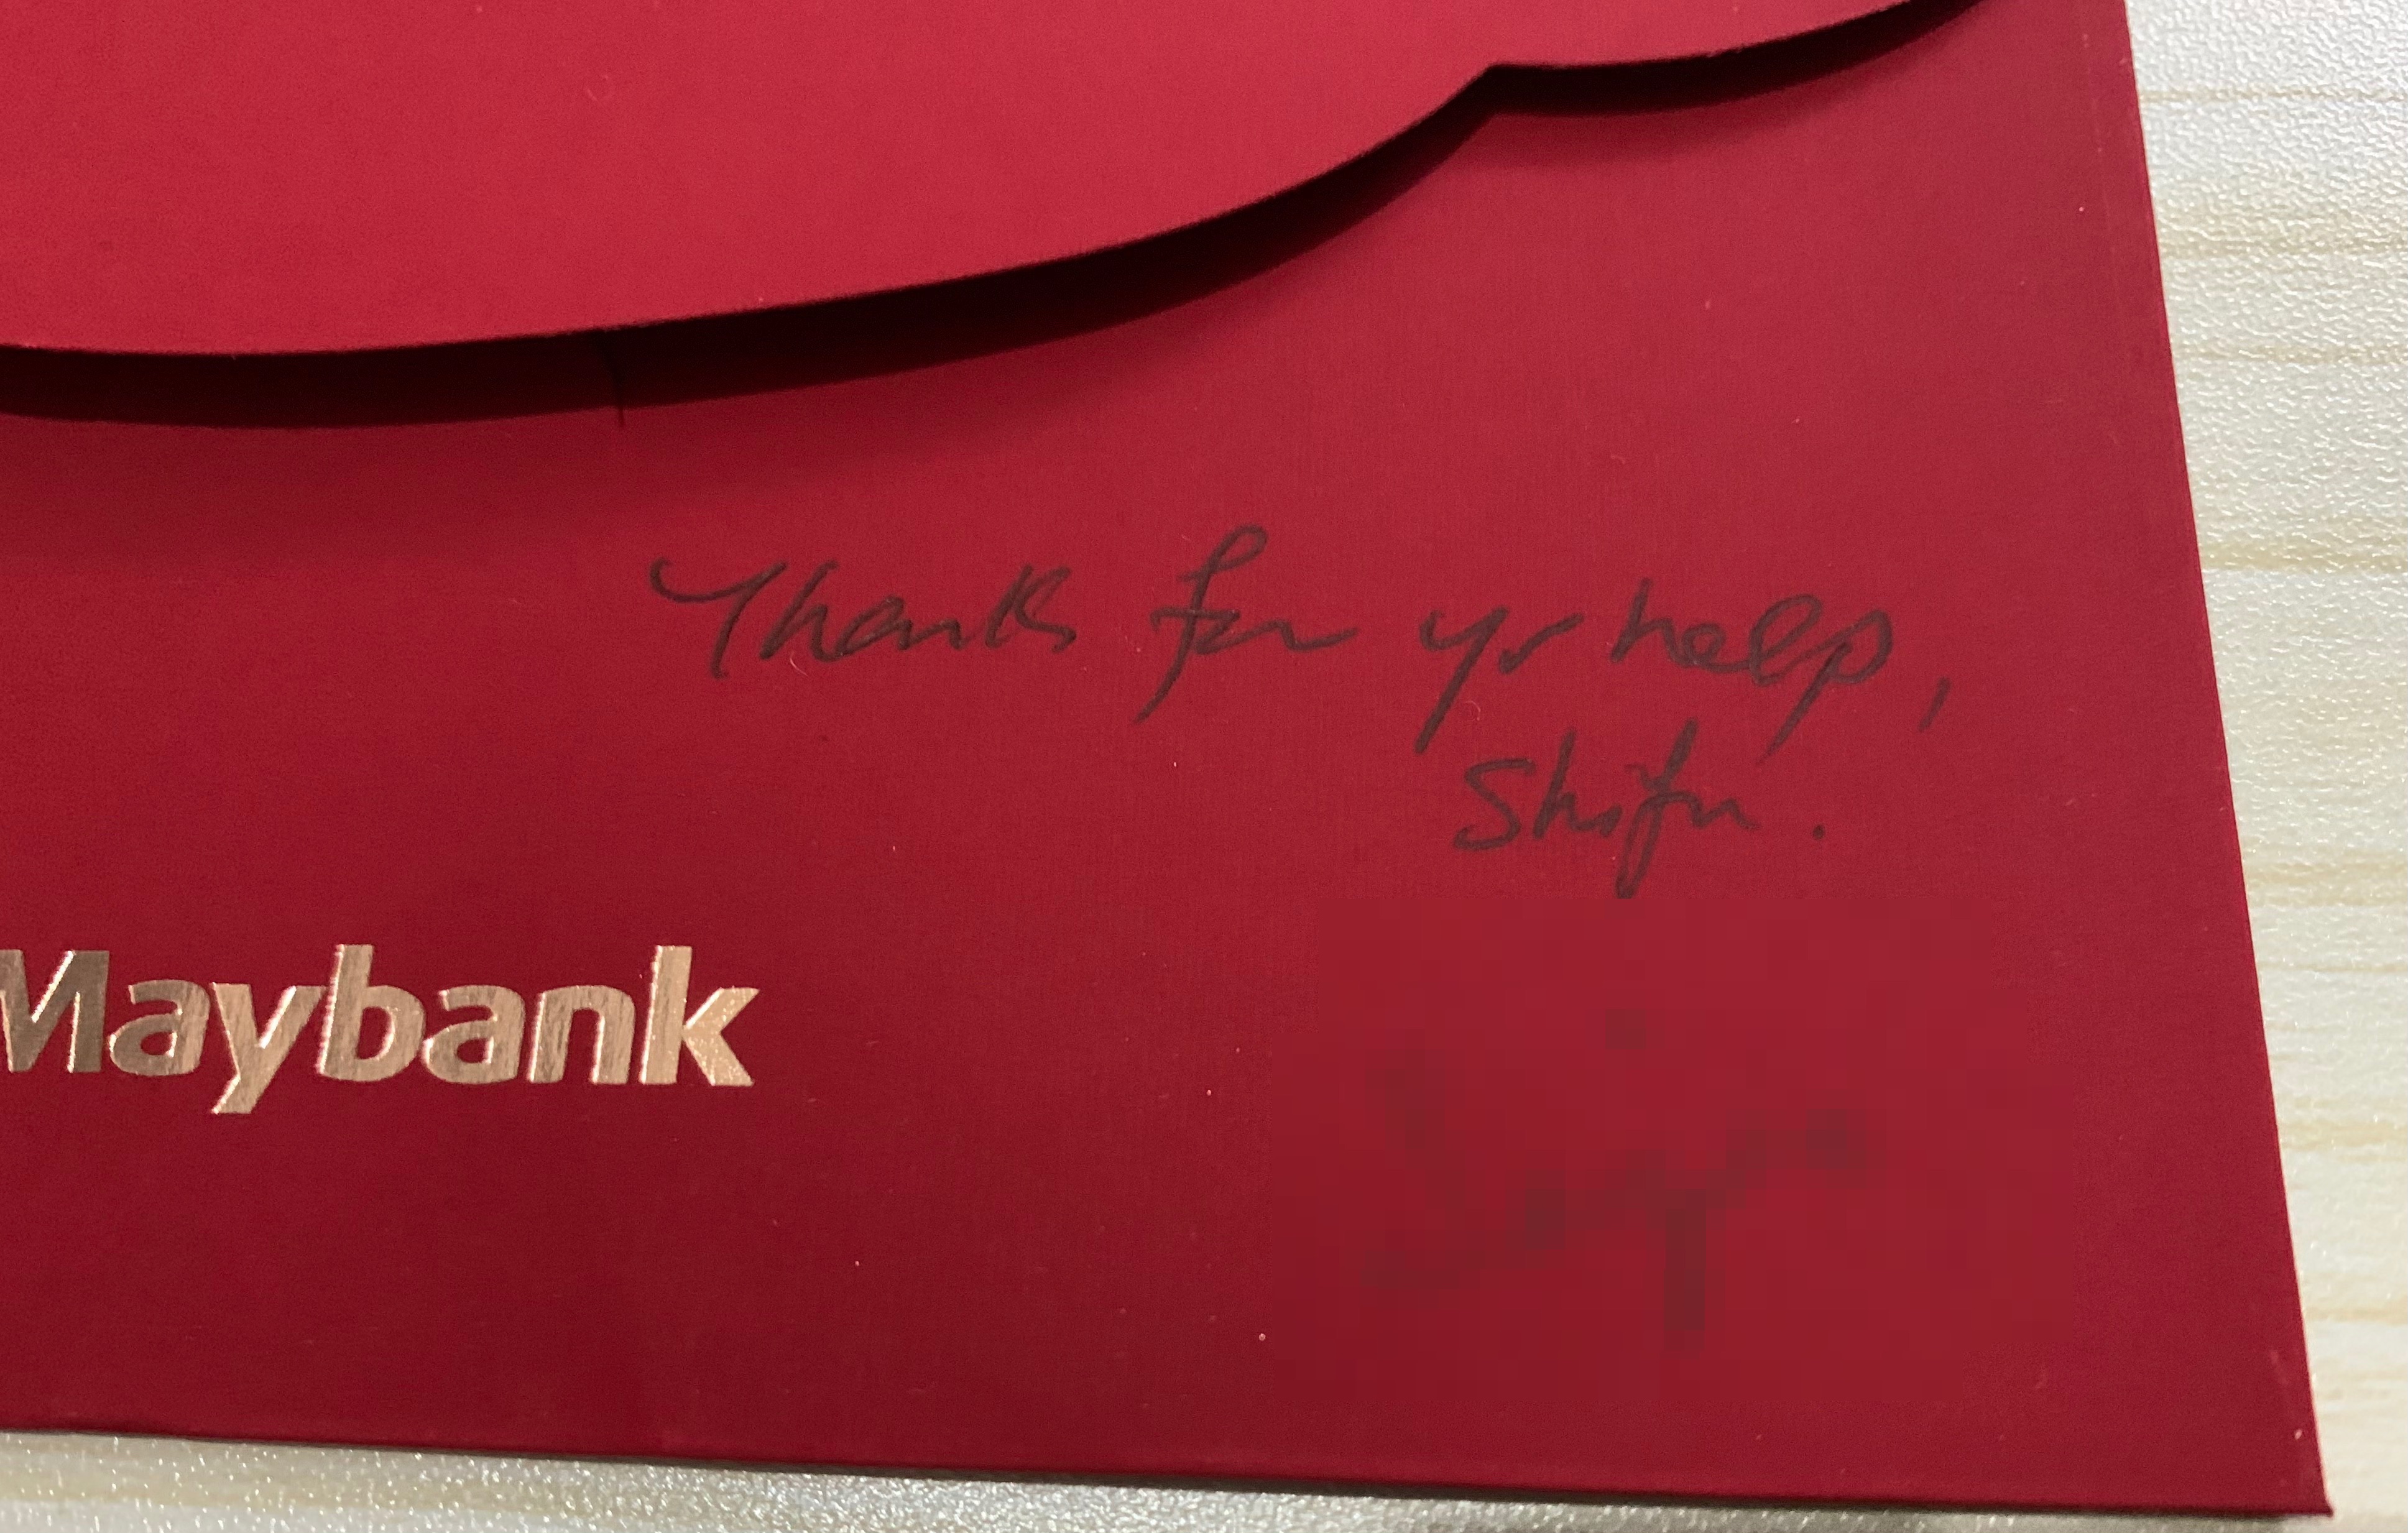 Thanks for yr help,
Shifu.
Maybank